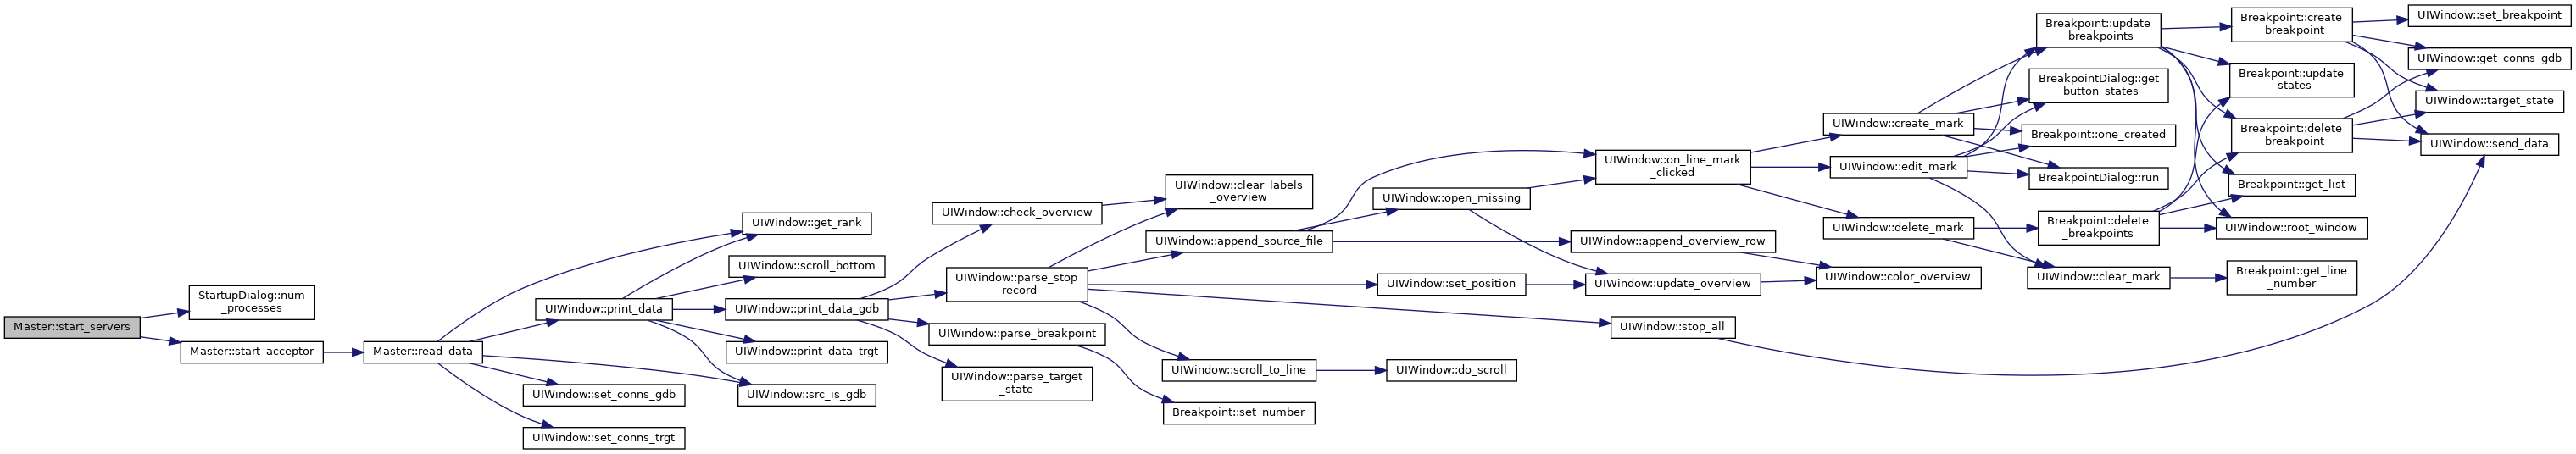 Master::start_servers
StartupDialog::num
_processes
Master::start_acceptor
Master::read_data
UIWindow::get_rank
UIWindow::scroll_bottom
UIWindow::print_data
UIWindow::print_data_gdb
UIWindow::print_data_trgt
UIWindow::set_conns_gdb
UIWindow::src_is_gdb
UIWindow::set_conns_trgt
UIWindow::check_overview
UIWindow::parse_stop
_record
UIWindow::parse_breakpoint
UIWindow::parse_target
_state
UIWindow::clear_labels
_overview
UIWindow::append_source_file
UIWindow::scroll_to_line
Breakpoint::set_number
UIWindow::open_missing
UIWindow::set_position
UIWindow::do_scroll
UIWindow::on_line_mark
_clicked
UIWindow::append_overview_row
UIWindow::update_overview
UIWindow::stop_all
UIWindow::create_mark
UIWindow::edit_mark
UIWindow::delete_mark
UIWindow::color_overview
Breakpoint::update
_breakpoints
BreakpointDialog::get
_button_states
Breakpoint::one_created
BreakpointDialog::run
Breakpoint::delete
_breakpoints
UIWindow::clear_mark
Breakpoint::create
_breakpoint
Breakpoint::update
_states
Breakpoint::delete
_breakpoint
Breakpoint::get_list
UIWindow::root_window
Breakpoint::get_line
_number
UIWindow::set_breakpoint
UIWindow::get_conns_gdb
UIWindow::target_state
UIWindow::send_data